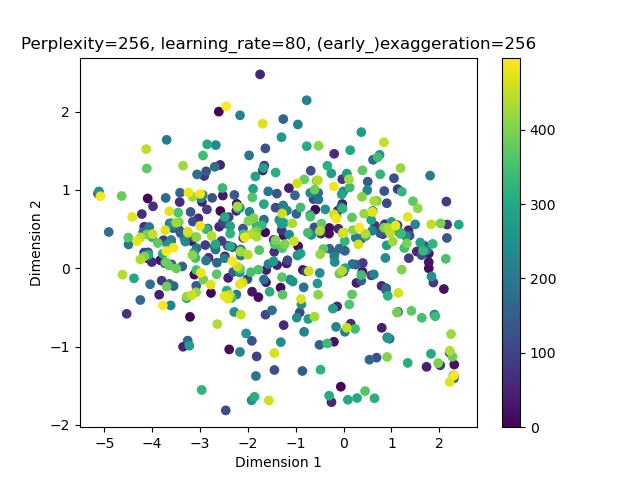 Perplexity=256, learning_rate=80, (early_)exaggeration=256
2
1
0
−1
−2
Dimension 2
−5 −4 −3 −2 −1 0 1 2
Dimension 1
400
300
200
100
0